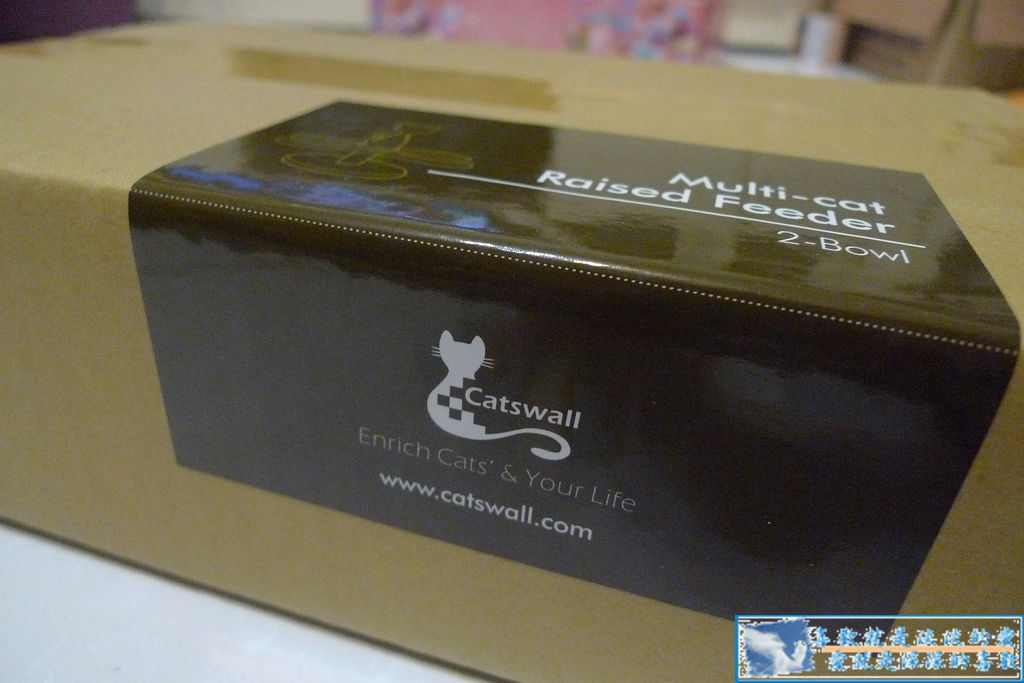 Multi-cat
Raised Feeder
2-Bowl
Catswall
Enrich Cats' & Your Life
www.catswall.com